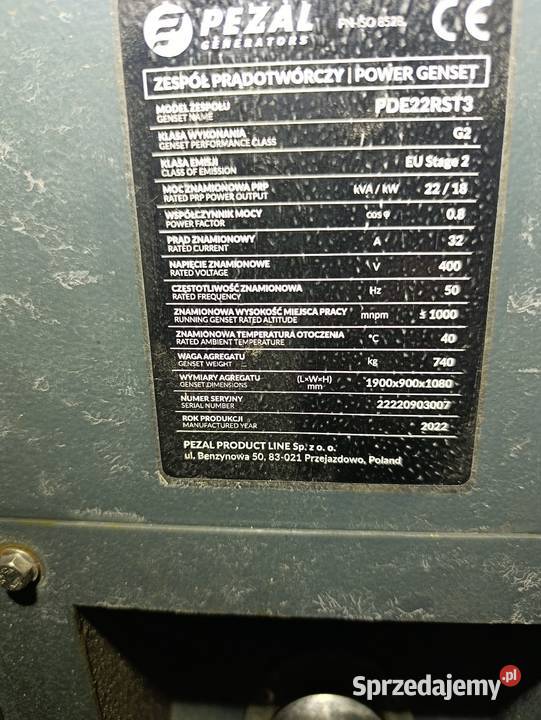 PEZAL PN-ISO 8528 CE
GENERATORS
ZESPÓŁ PRĄDOTWÓRCZY | POWER GENSET
MODEL ZESPOŁU PDE22RST3
GENSET NAME
KLASA WYKONANIA G2
GENSET PERFORMANCE CLASS
KLASA EMISJI EU Stage 2
CLASS OF EMISSION
MOC ZNAMIONOWA PRP kVA / kW 22 / 18
RATED PRP POWER OUTPUT
WSPÓŁCZYNNIK MOCY cos φ 0.8
POWER FACTOR
PRĄD ZNAMIONOWY A 32
RATED CURRENT
NAPIĘCIE ZNAMIONOWE V 400
RATED VOLTAGE
CZĘSTOTLIWOŚĆ ZNAMIONOWA Hz 50
RATED FREQUENCY
ZNAMIONOWA WYSOKOŚĆ MIEJSCA PRACY mnpm ≤ 1000
RUNNING GENSET RATED ALTITUDE
ZNAMIONOWA TEMPERATURA OTOCZENIA °C 40
RATED AMBIENT TEMPERATURE
WAGA AGREGATU kg 740
GENSET WEIGHT
WYMIARY AGREGATU (L×W×H) 1900x900x1080
GENSET DIMENSIONS mm
NUMER SERYJNY 22220903007
SERIAL NUMBER
ROK PRODUKCJI 2022
MANUFACTURED YEAR
PEZAL PRODUCT LINE Sp. z o. o.
ul. Benzynowa 50, 83-021 Przejazdowo, Poland
Sprzedajemy.pl